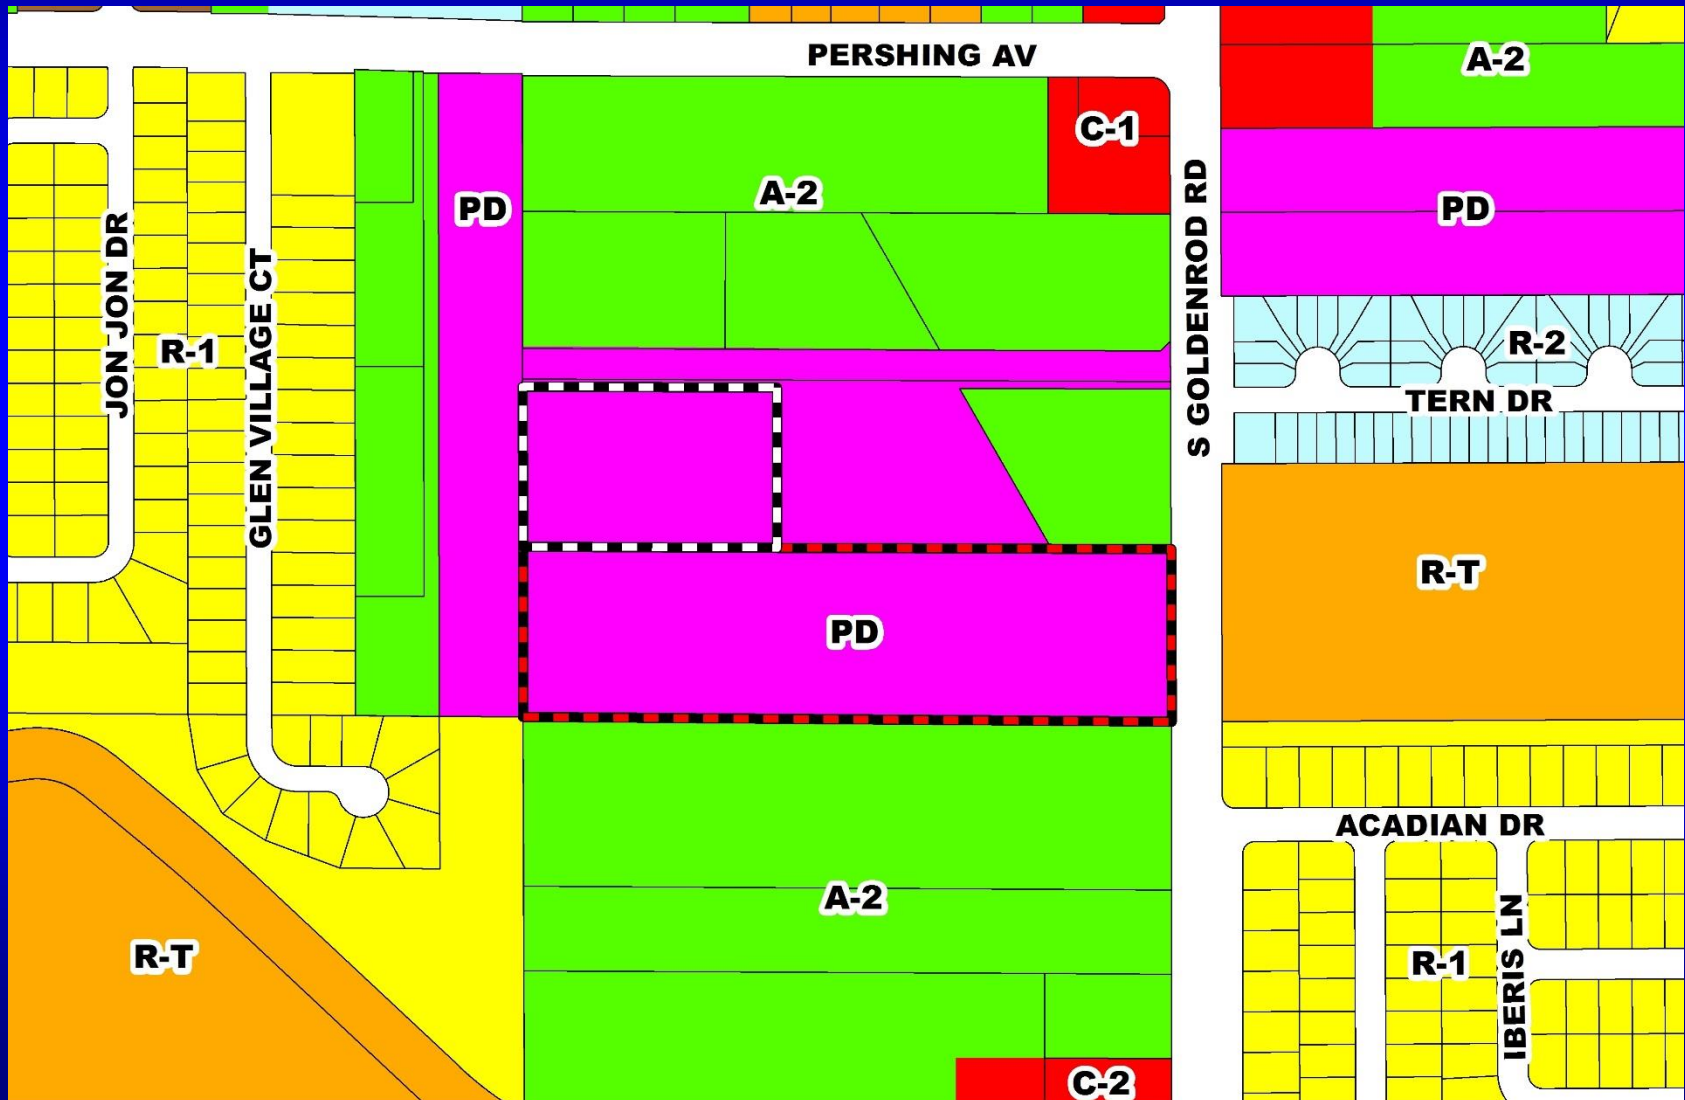 PERSHING AV
A-2
C-1
A-2
PD
PD
S GOLDENROD RD
JON JON DR
GLEN VILLAGE CT
R-1
R-2
TERN DR
R-T
PD
ACADIAN DR
A-2
R-T
R-1
IBERIS LN
C-2